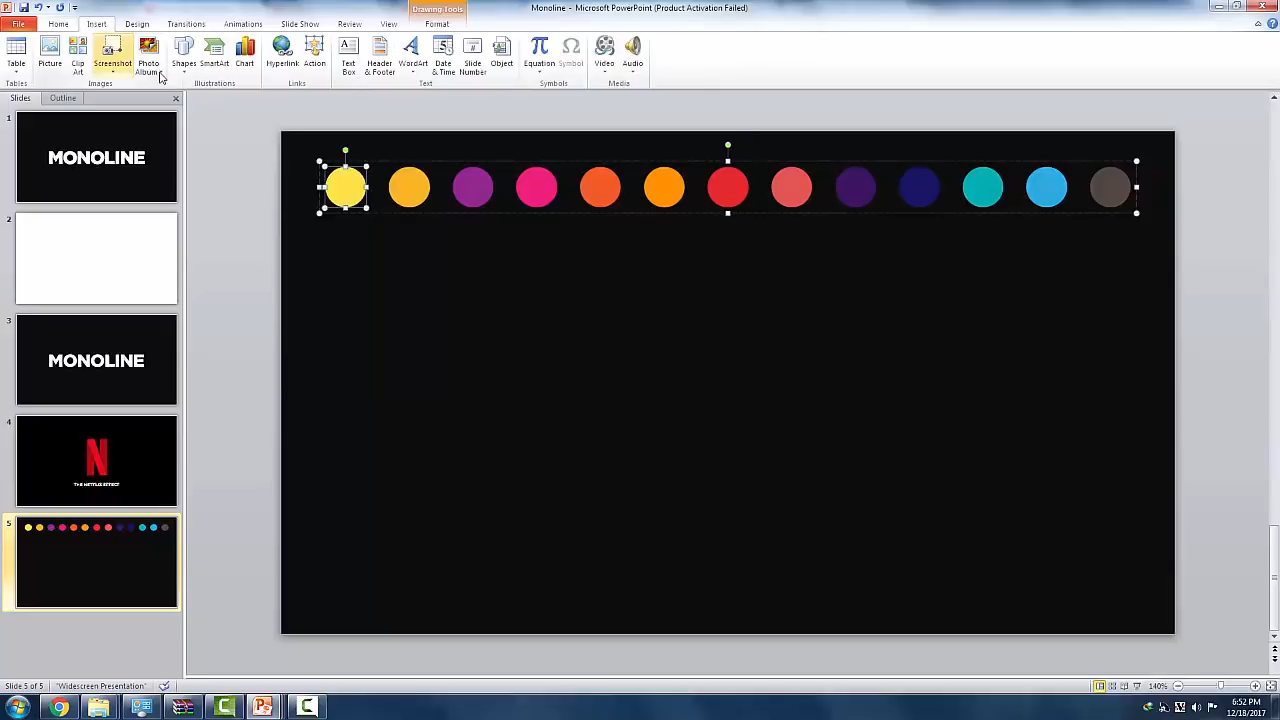 Monoline - Microsoft PowerPoint (Product Activation Failed)
Drawing Tools
File Home Insert Design Transitions Animations Slide Show Review View Format
Table Picture Clip Art Screenshot Photo Album Shapes SmartArt Chart Hyperlink Action Text Box Header & Footer WordArt Date & Time Slide Number Object Equation Symbol Video Audio
Tables Images Illustrations Links Text Symbols Media
Slides Outline
1
MONOLINE
2
3
MONOLINE
4
N
THE NETFLIX EFFECT
5
Slide 5 of 5 "Widescreen Presentation" 140%
6:52 PM
12/18/2017